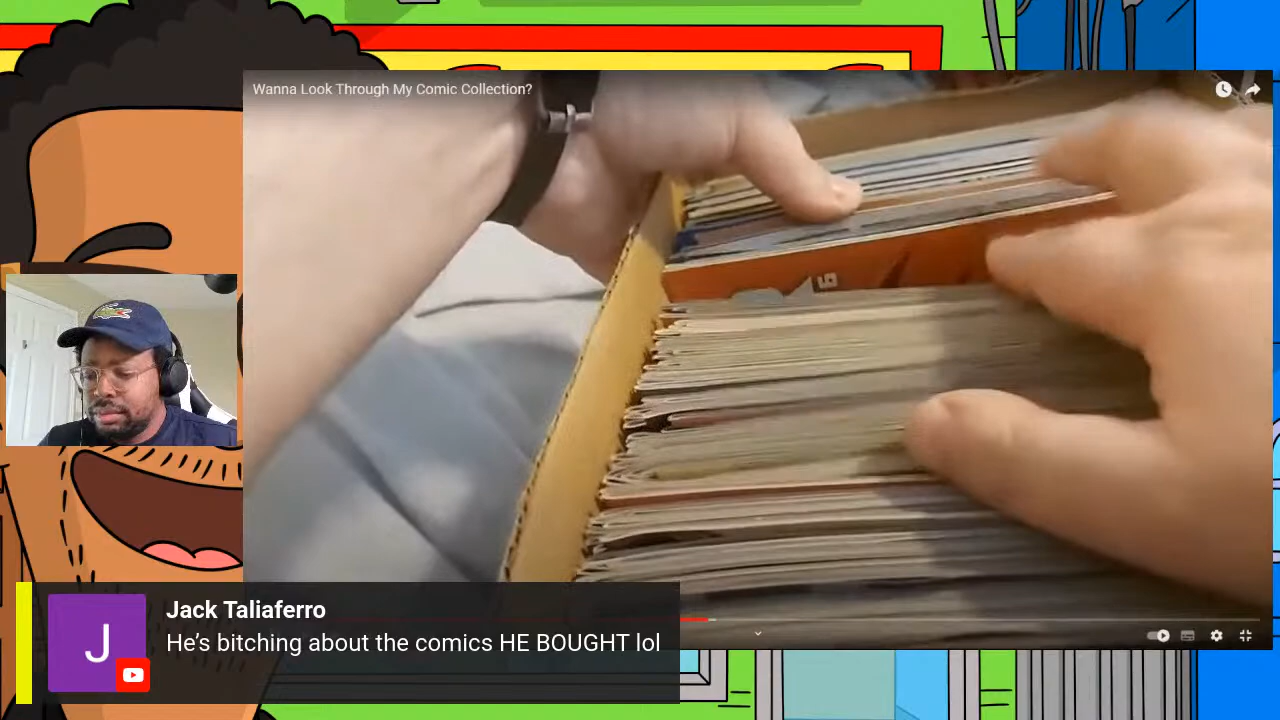 Wanna Look Through My Comic Collection?
Jack Taliaferro
He's bitching about the comics HE BOUGHT lol
J